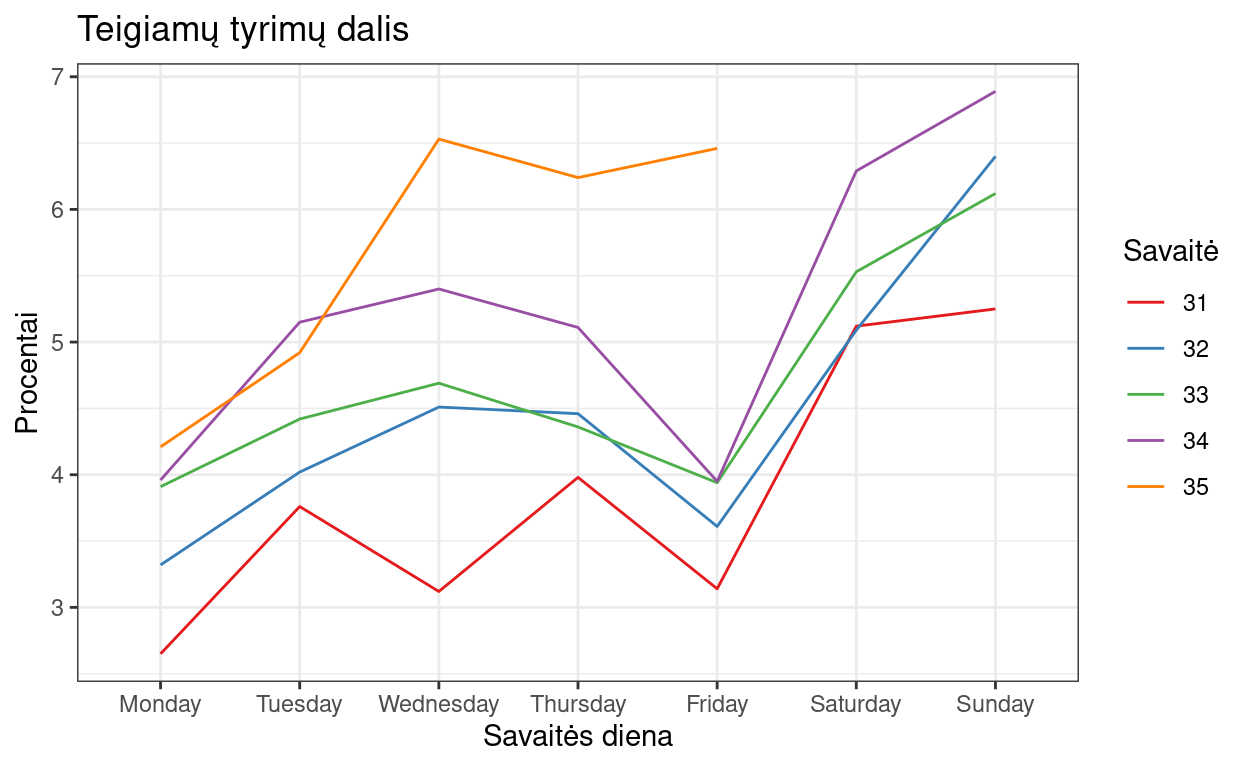 Teigiamų tyrimų dalis
Procentai
7
6
5
4
3
Monday Tuesday Wednesday Thursday Friday Saturday Sunday
Savaitės diena
Savaitė
31
32
33
34
35